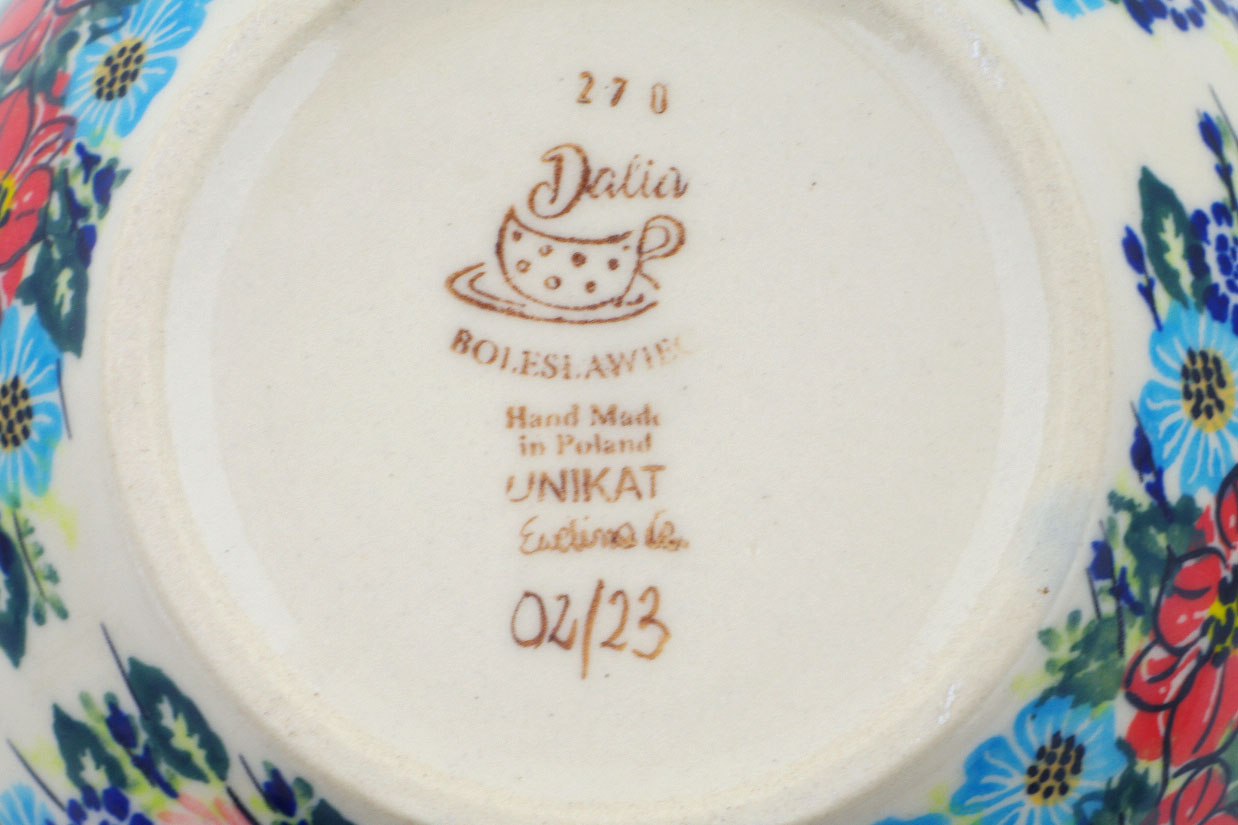 270
Dalia
BOLESLAWIEC
Hand Made
in Poland
UNIKAT
02/23